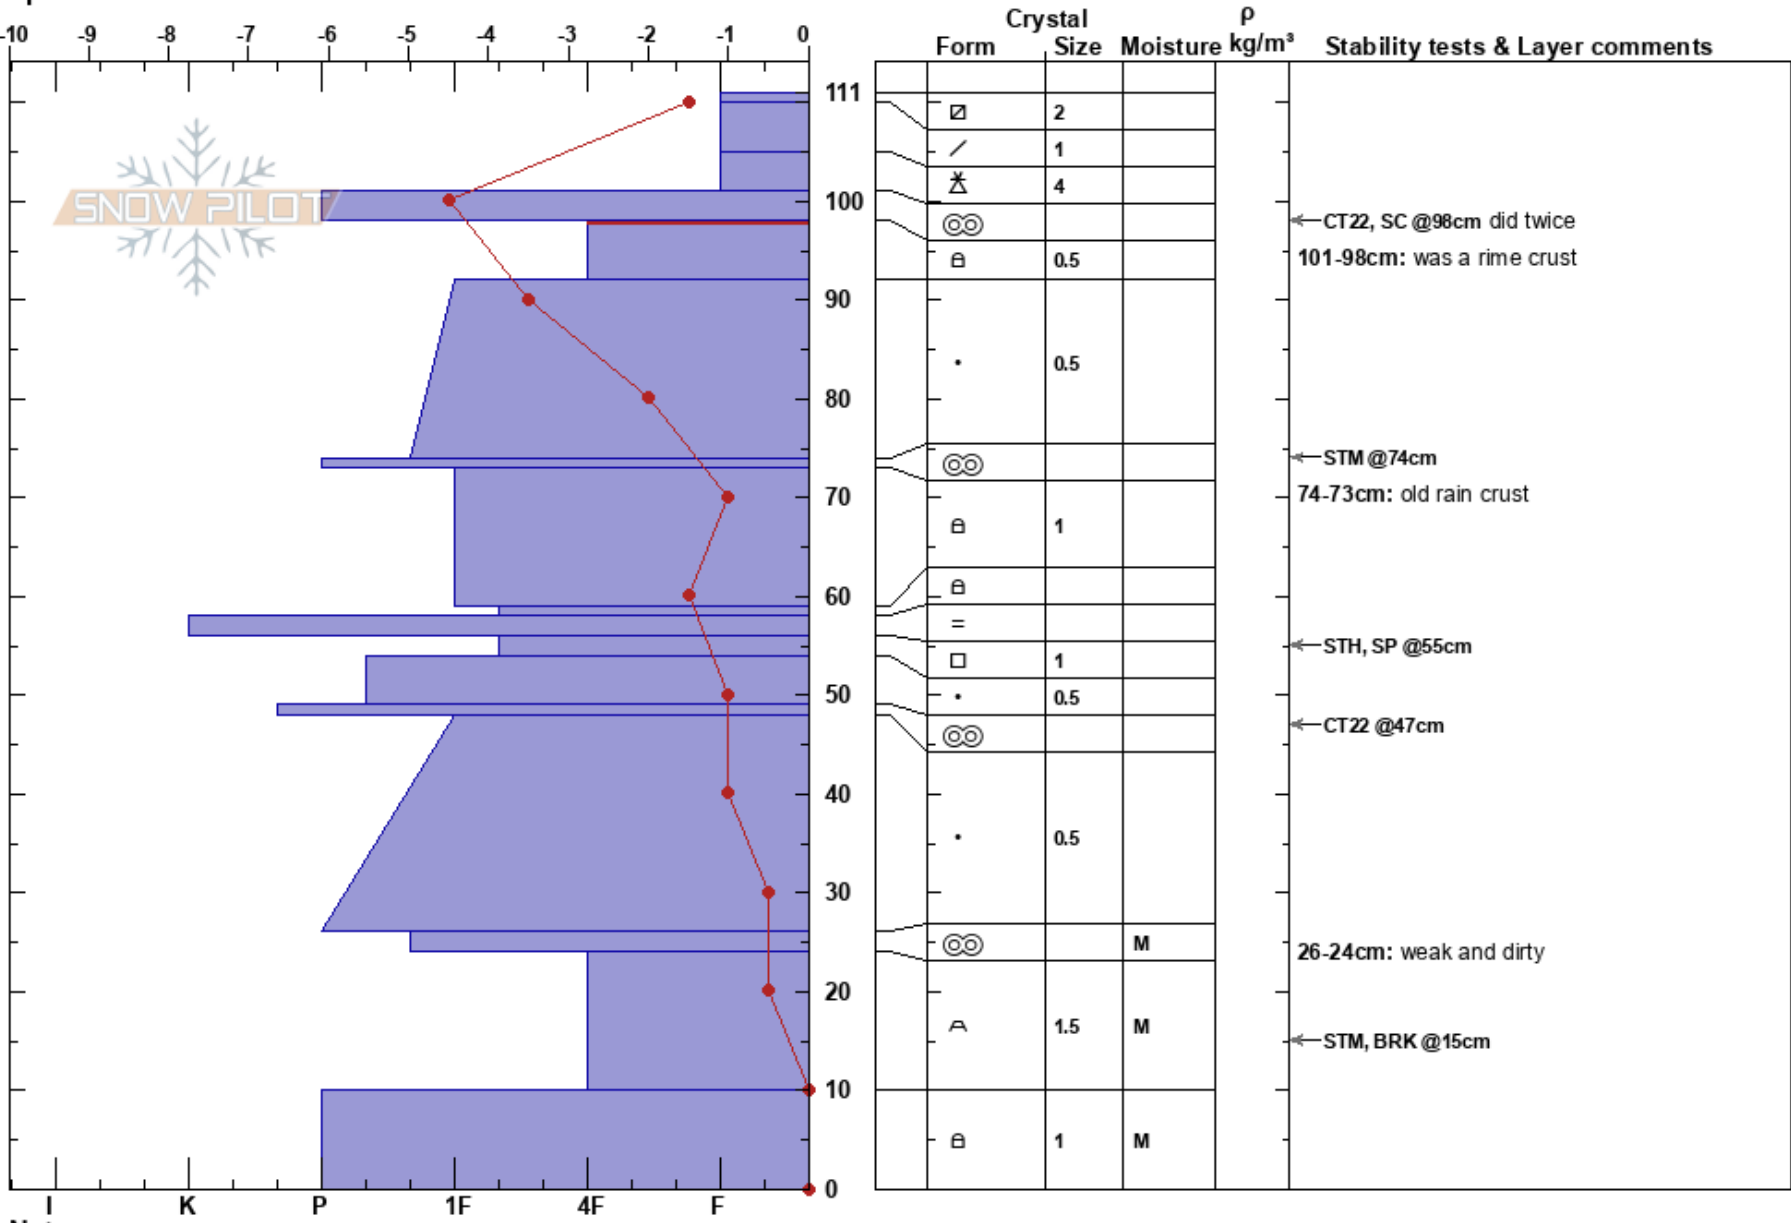 Crystal ρ
-10 -9 -8 -7 -6 -5 -4 -3 -2 -1 0 Form Size Moisture kg/m³ Stability tests & Layer comments
111
2
1
4
SNOW PILOT
100
CT22, SC @98cm did twice
0.5 101-98cm: was a rime crust
90
0.5
80
STM @74cm
70 74-73cm: old rain crust
1
60
STH, SP @55cm
1
50 0.5
CT22 @47cm
40
0.5
30
M 26-24cm: weak and dirty
20
1.5 M
STM, BRK @15cm
10
1 M
0
I K P 1F 4F F